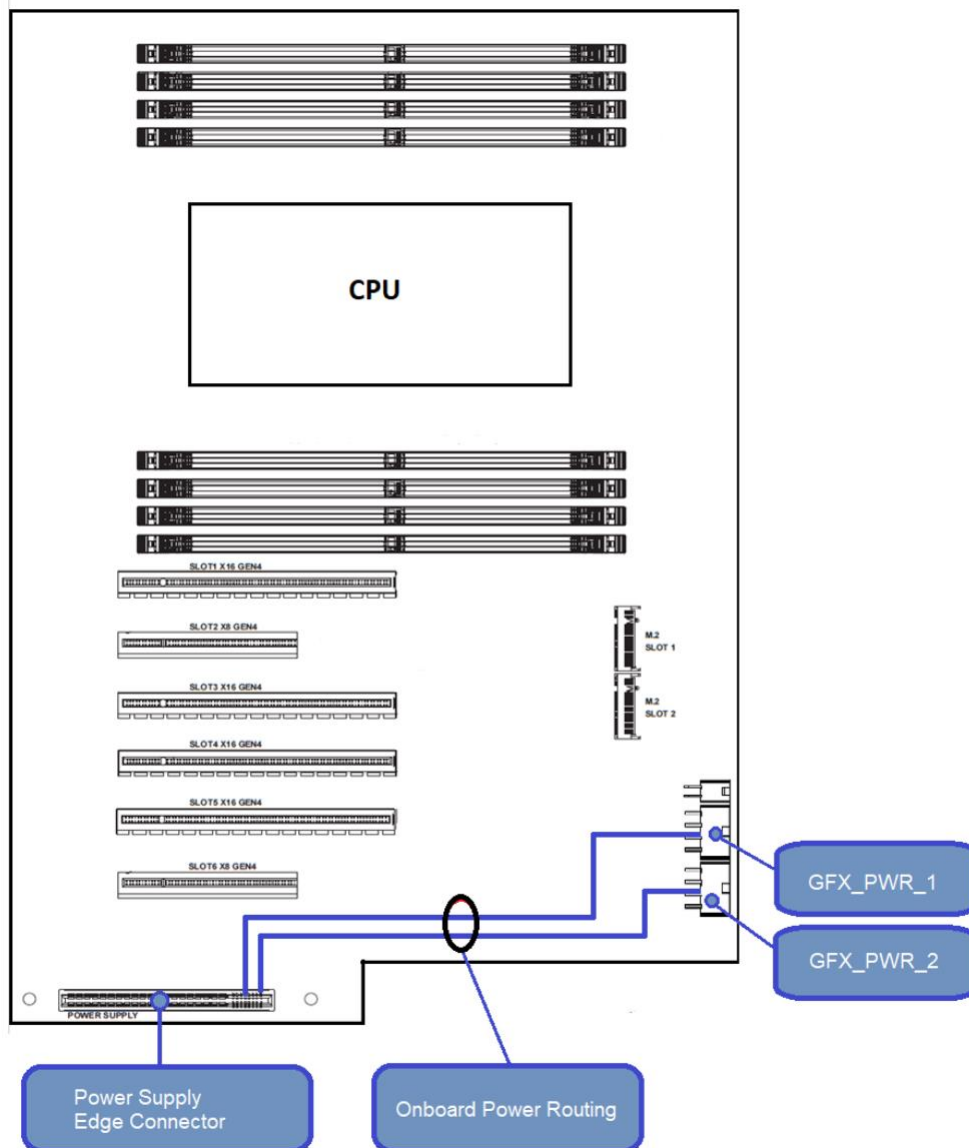 CPU
SLOT1 X16 GEN4
SLOT2 X8 GEN4
M.2
SLOT 1
SLOT3 X16 GEN4
M.2
SLOT 2
SLOT4 X16 GEN4
SLOT5 X16 GEN4
SLOT6 X8 GEN4
GFX_PWR_1
GFX_PWR_2
POWER SUPPLY
Power Supply
Edge Connector
Onboard Power Routing